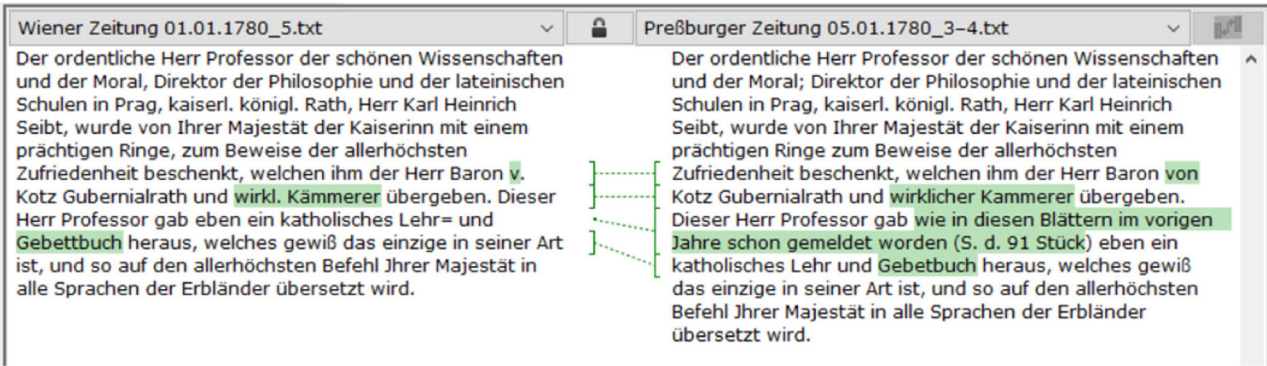 Wiener Zeitung 01.01.1780_5.txt
Der ordentliche Herr Professor der schönen Wissenschaften
und der Moral, Direktor der Philosophie und der lateinischen
Schulen in Prag, kaiserl. königl. Rath, Herr Karl Heinrich
Seibt, wurde von Ihrer Majestät der Kaiserinn mit einem
prächtigen Ringe, zum Beweise der allerhöchsten
Zufriedenheit beschenkt, welchen ihm der Herr Baron v.
Kotz Gubernialrath und wirkl. Kämmerer übergeben. Dieser
Herr Professor gab eben ein katholisches Lehr= und
Gebettbuch heraus, welches gewiß das einzige in seiner Art
ist, und so auf den allerhöchsten Befehl Jhrer Majestät in
alle Sprachen der Erbländer übersetzt wird.
Preßburger Zeitung 05.01.1780_3–4.txt
Der ordentliche Herr Professor der schönen Wissenschaften
und der Moral; Direktor der Philosophie und der lateinischen
Schulen in Prag, kaiserl. königl. Rath, Herr Karl Heinrich
Seibt, wurde von Ihrer Majestät der Kaiserinn mit einem
prächtigen Ringe zum Beweise der allerhöchsten
Zufriedenheit beschenkt, welchen ihm der Herr Baron von
Kotz Gubernialrath und wirklicher Kammerer übergeben.
Dieser Herr Professor gab wie in diesen Blättern im vorigen
Jahre schon gemeldet worden (S. d. 91 Stück) eben ein
katholisches Lehr und Gebetbuch heraus, welches gewiß
das einzige in seiner Art ist, und so auf den allerhöchsten
Befehl Jhrer Majestät in alle Sprachen der Erbländer
übersetzt wird.